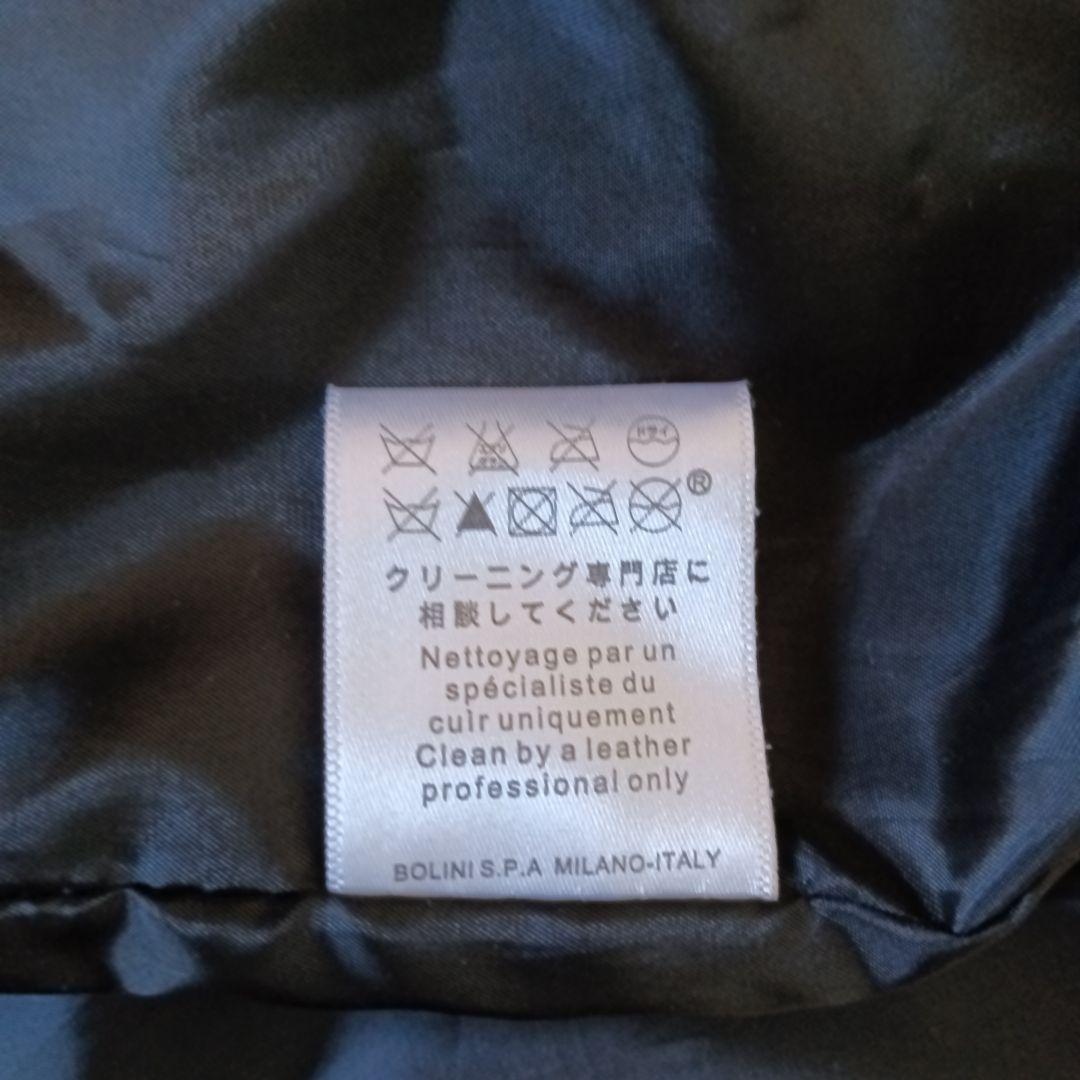 ®
クリーニング専門店に
相談してください
Nettoyage par un
spécialiste du
cuir uniquement
Clean by a leather
professional only
BOLINI S.P.A MILANO-ITALY